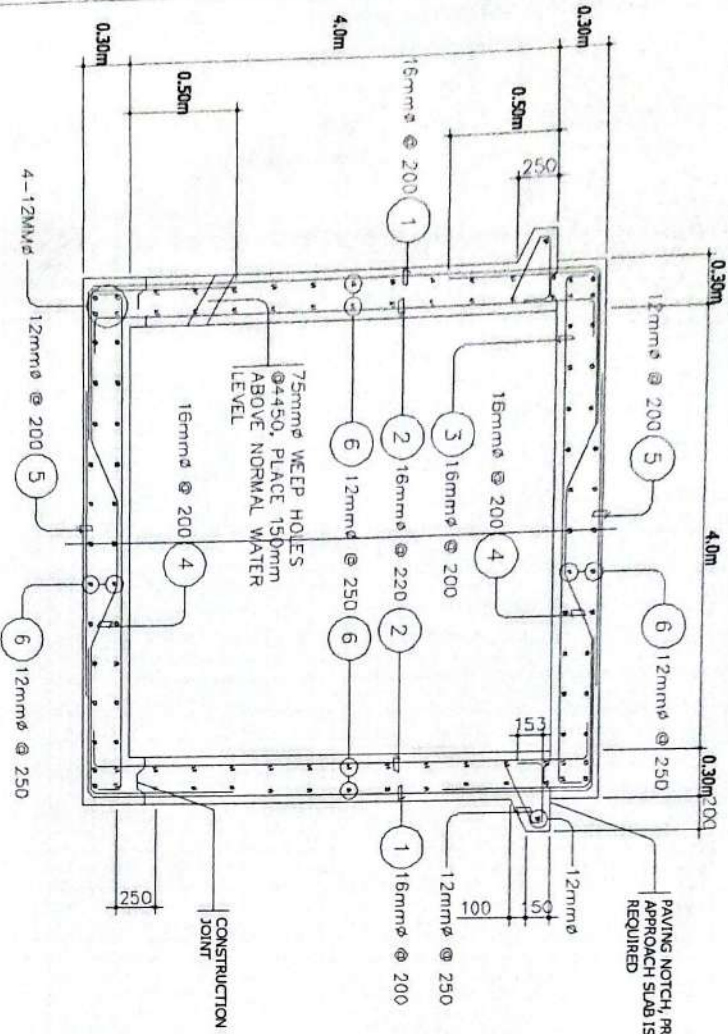 0.30m
4.0m
0.30m
200
12mmø @ 200
5
6
12mmø @ 250
PAVING NOTCH, PR
APPROACH SLAB IS
REQUIRED
0.30m
250
0.50m
3
16mmø @ 200
16mmø @ 200
4
153
12mmø
150
100
12mmø @ 250
4.0m
16mmø @ 200
1
2
16mmø @ 220
2
1
16mmø @ 200
6
12mmø @ 250
6
75mmø WEEP HOLES
@4450, PLACE 150mm
ABOVE NORMAL WATER
LEVEL
0.50m
16mmø @ 200
4
250
CONSTRUCTION
JOINT
0.30m
4-12MMø
12mmø @ 200
5
6
12mmø @ 250